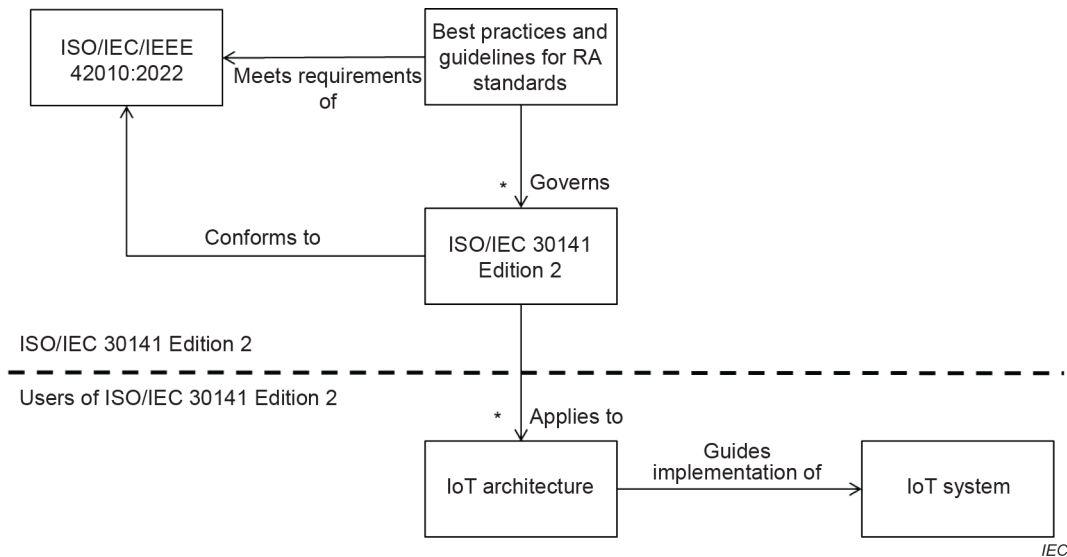 ISO/IEC/IEEE
42010:2022
Best practices and
guidelines for RA
standards
Meets requirements
of
* Governs
Conforms to
ISO/IEC 30141
Edition 2
ISO/IEC 30141 Edition 2
Users of ISO/IEC 30141 Edition 2
* Applies to
IoT architecture
Guides
implementation of
IoT system
IEC